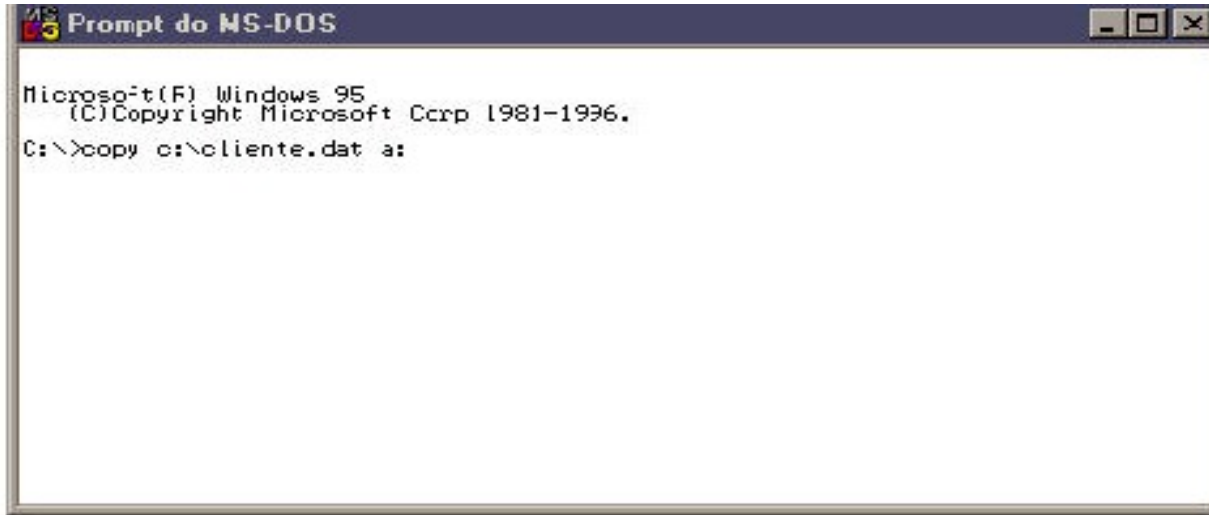 Prompt do MS-DOS
Microsoft(R) Windows 95
(C)Copyright Microsoft Corp 1981-1996.
C:\>copy c:\cliente.dat a: